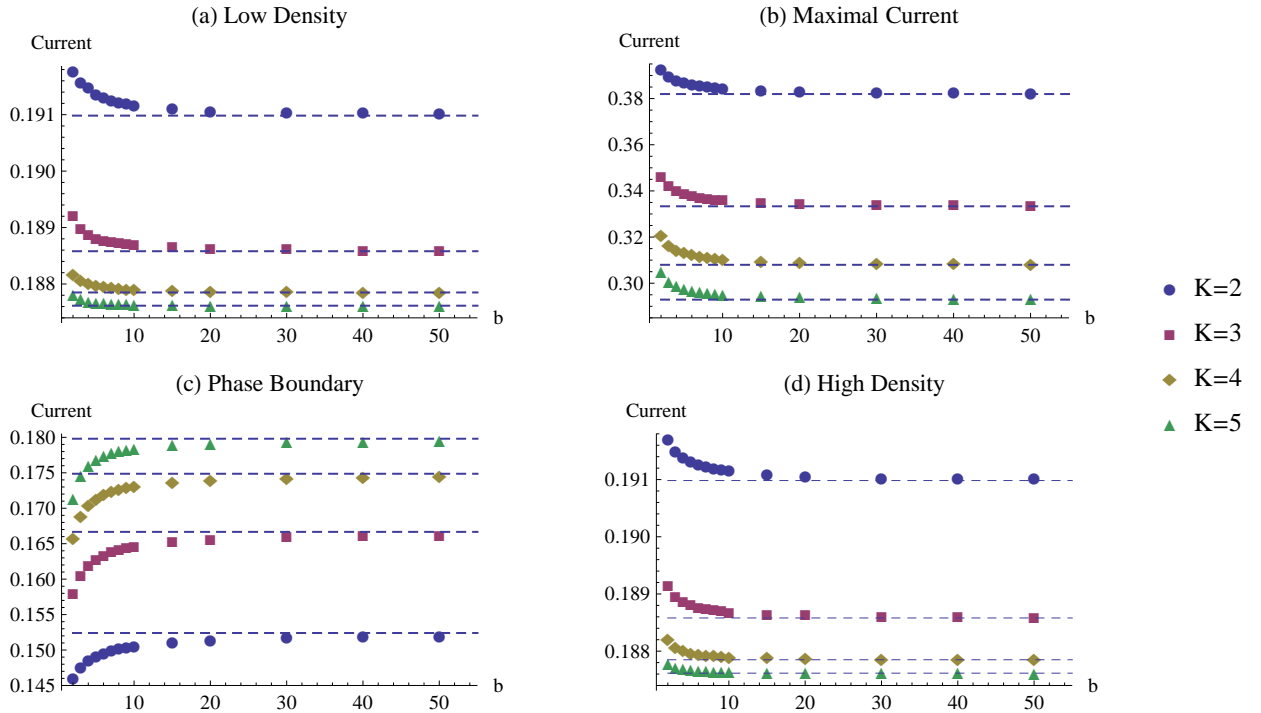 (a) Low Density
Current
0.191
0.190
0.189
0.188
10 20 30 40 50 b
(b) Maximal Current
Current
0.38
0.36
0.34
0.32
0.30
10 20 30 40 50 b
(c) Phase Boundary
Current
0.180
0.175
0.170
0.165
0.160
0.155
0.150
0.145
10 20 30 40 50 b
(d) High Density
Current
0.191
0.190
0.189
0.188
10 20 30 40 50 b
K=2
K=3
K=4
K=5